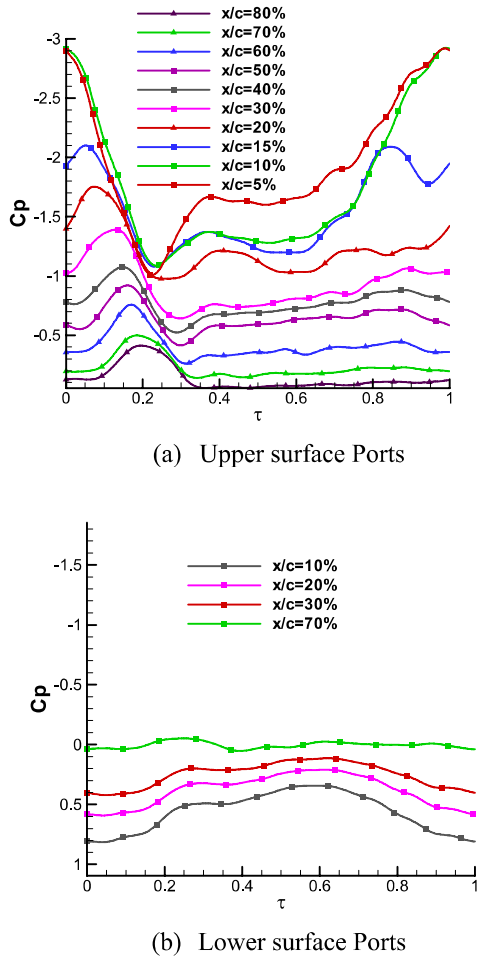 x/c=80%
x/c=70%
x/c=60%
x/c=50%
x/c=40%
x/c=30%
x/c=20%
x/c=15%
x/c=10%
x/c=5%
-3
-2.5
-2
-1.5
-1
-0.5
Cp
0 0.2 0.4 0.6 0.8 1
τ
(a) Upper surface Ports
x/c=10%
x/c=20%
x/c=30%
x/c=70%
-1.5
-1
-0.5
0
0.5
1
Cp
0 0.2 0.4 0.6 0.8 1
τ
(b) Lower surface Ports